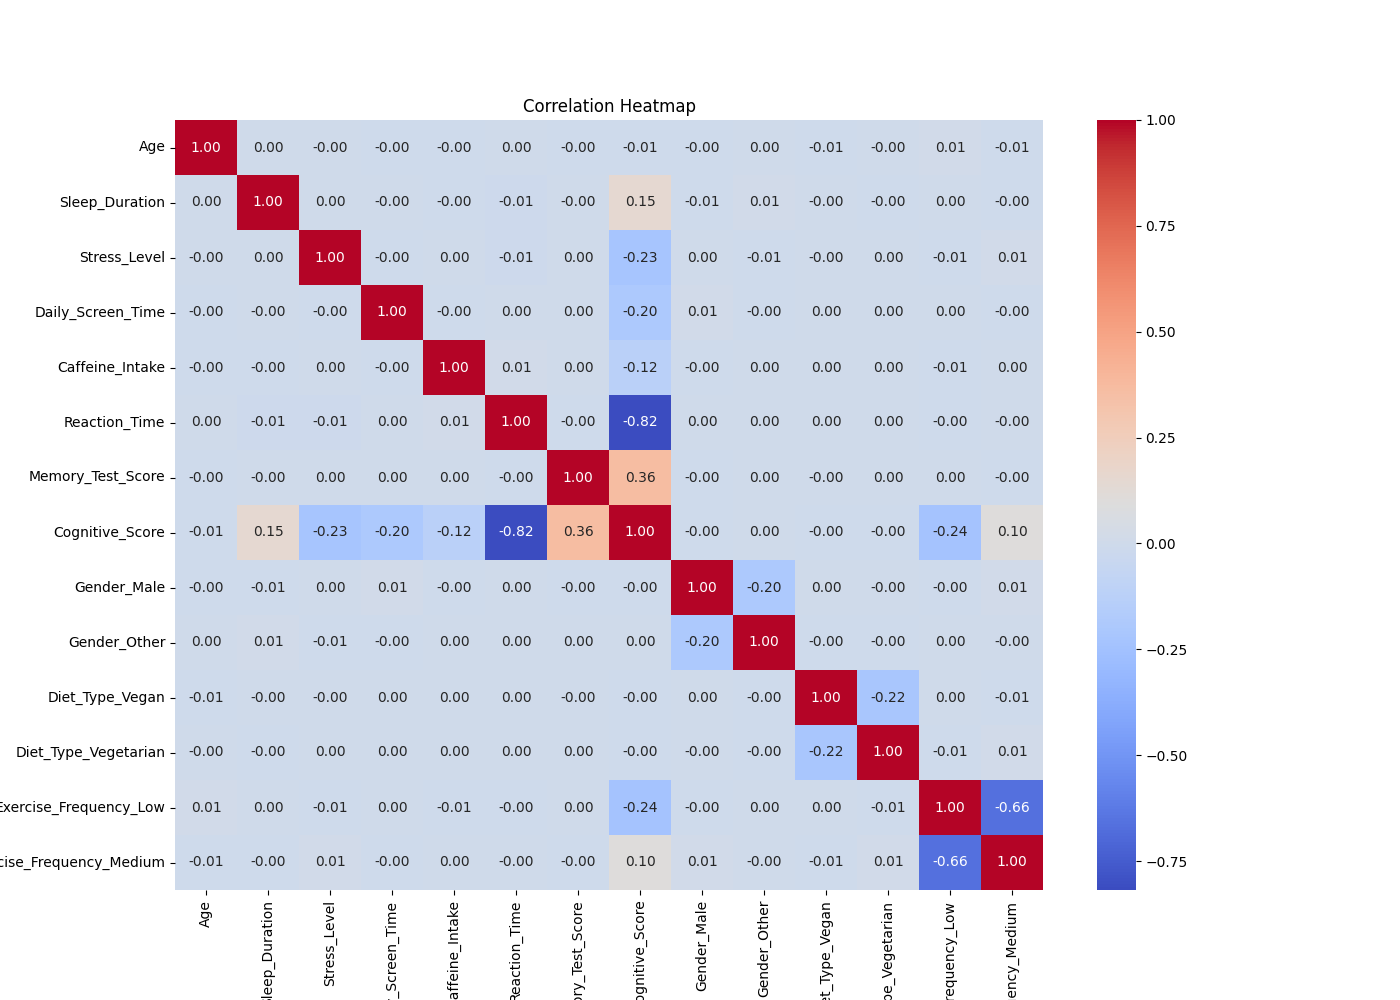 Correlation Heatmap
Age 1.00 0.00 -0.00 -0.00 -0.00 0.00 -0.00 -0.01 -0.00 0.00 -0.01 -0.00 0.01 -0.01
Sleep_Duration 0.00 1.00 0.00 -0.00 -0.00 -0.01 -0.00 0.15 -0.01 0.01 -0.00 -0.00 0.00 -0.00
Stress_Level -0.00 0.00 1.00 -0.00 0.00 -0.01 0.00 -0.23 0.00 -0.01 -0.00 0.00 -0.01 0.01
Daily_Screen_Time -0.00 -0.00 -0.00 1.00 -0.00 0.00 0.00 -0.20 0.01 -0.00 0.00 0.00 0.00 -0.00
Caffeine_Intake -0.00 -0.00 0.00 -0.00 1.00 0.01 0.00 -0.12 -0.00 0.00 0.00 0.00 -0.01 0.00
Reaction_Time 0.00 -0.01 -0.01 0.00 0.01 1.00 -0.00 -0.82 0.00 0.00 0.00 0.00 -0.00 -0.00
Memory_Test_Score -0.00 -0.00 0.00 0.00 0.00 -0.00 1.00 0.36 -0.00 0.00 -0.00 0.00 0.00 -0.00
Cognitive_Score -0.01 0.15 -0.23 -0.20 -0.12 -0.82 0.36 1.00 -0.00 0.00 -0.00 -0.00 -0.24 0.10
Gender_Male -0.00 -0.01 0.00 0.01 -0.00 0.00 -0.00 -0.00 1.00 -0.20 0.00 -0.00 -0.00 0.01
Gender_Other 0.00 0.01 -0.01 -0.00 0.00 0.00 0.00 0.00 -0.20 1.00 -0.00 -0.00 0.00 -0.00
Diet_Type_Vegan -0.01 -0.00 -0.00 0.00 0.00 0.00 -0.00 -0.00 0.00 -0.00 1.00 -0.22 0.00 -0.01
Diet_Type_Vegetarian -0.00 -0.00 0.00 0.00 0.00 0.00 0.00 -0.00 -0.00 -0.00 -0.22 1.00 -0.01 0.01
Exercise_Frequency_Low 0.01 0.00 -0.01 0.00 -0.01 -0.00 0.00 -0.24 -0.00 0.00 0.00 -0.01 1.00 -0.66
cise_Frequency_Medium -0.01 -0.00 0.01 -0.00 0.00 -0.00 -0.00 0.10 0.01 -0.00 -0.01 0.01 -0.66 1.00
Age
Sleep_Duration
Stress_Level
_Screen_Time
affeine_Intake
Reaction_Time
ory_Test_Score
ognitive_Score
Gender_Male
Gender_Other
et_Type_Vegan
pe_Vegetarian
requency_Low
ency_Medium
1.00
0.75
0.50
0.25
0.00
−0.25
−0.50
−0.75